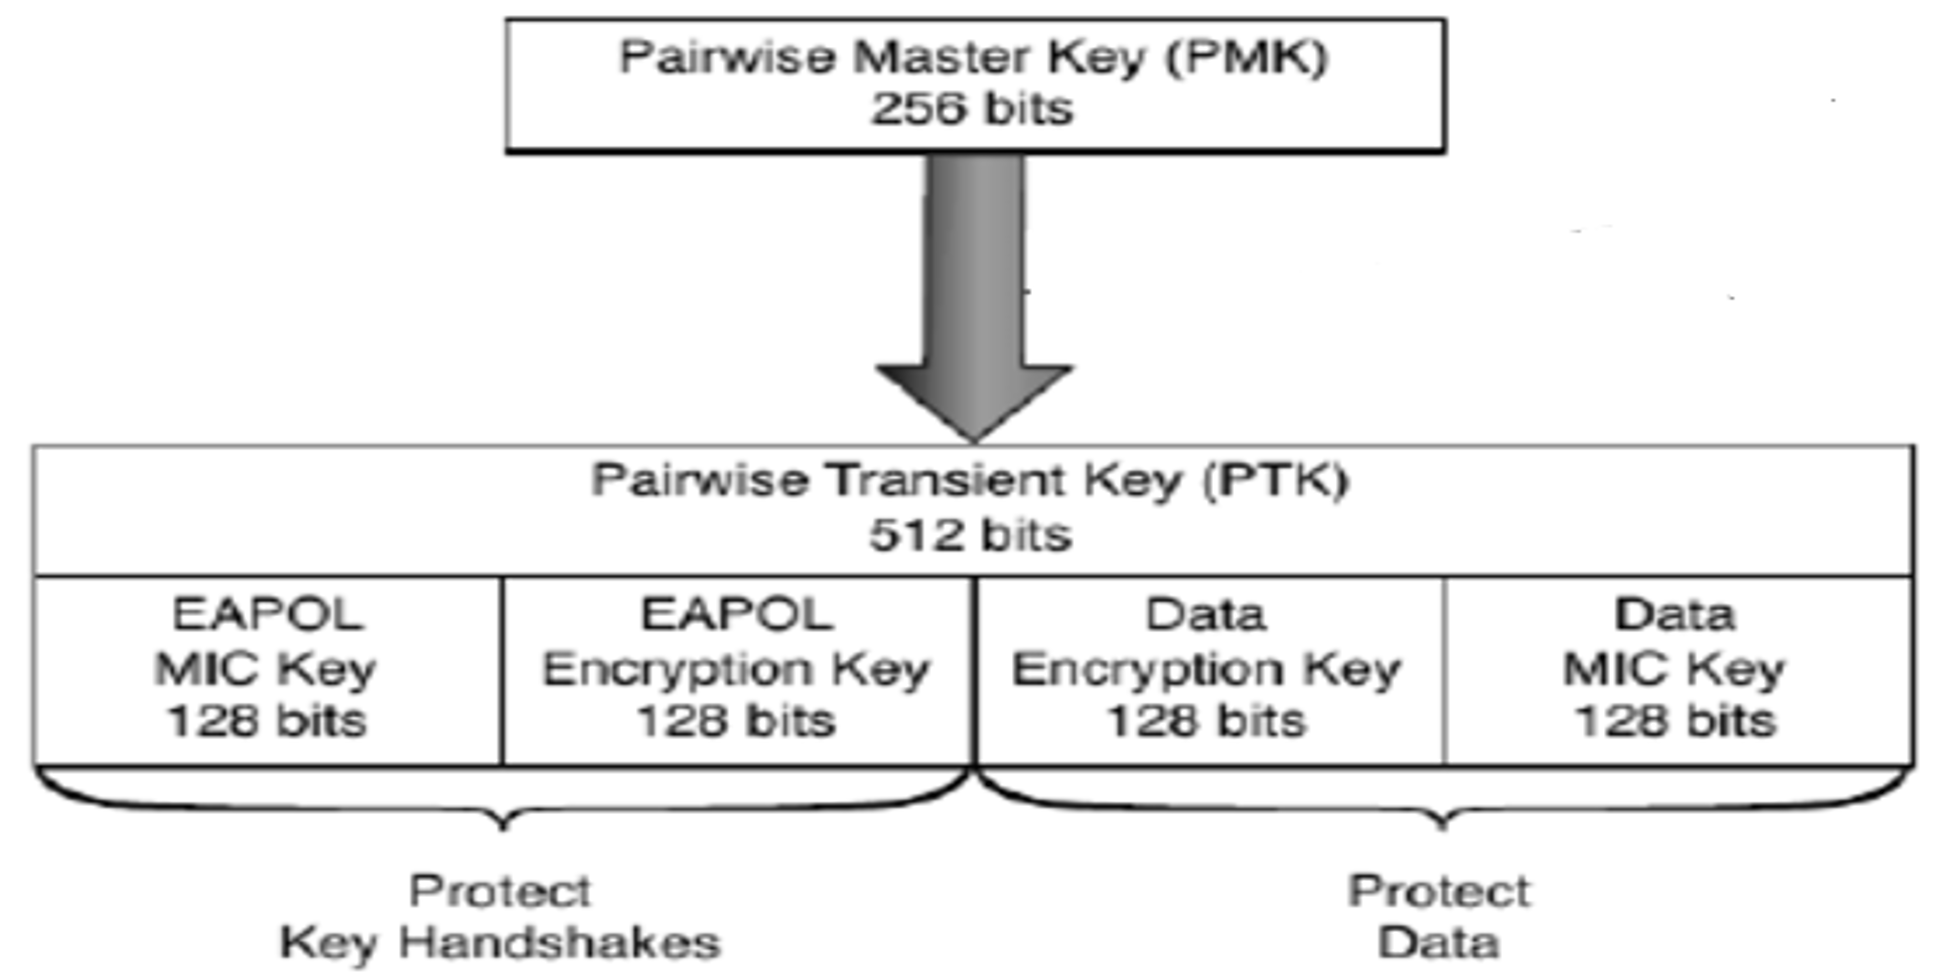 Pairwise Master Key (PMK)
256 bits
Pairwise Transient Key (PTK)
512 bits
EAPOL
MIC Key
128 bits
EAPOL
Encryption Key
128 bits
Data
Encryption Key
128 bits
Data
MIC Key
128 bits
Protect
Key Handshakes
Protect
Data